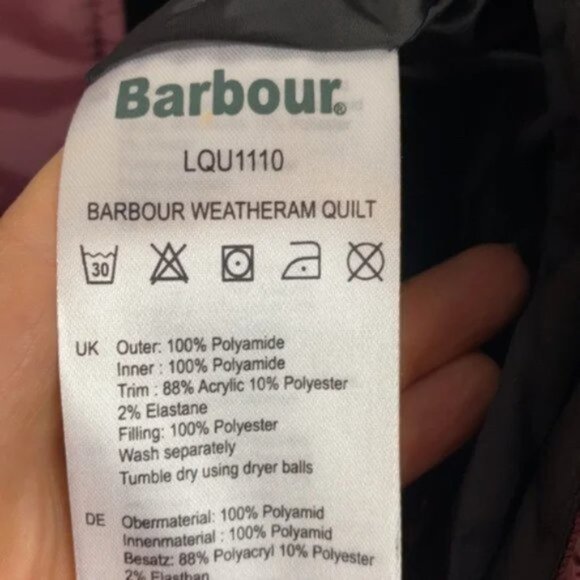 Barbour®
LQU1110
BARBOUR WEATHERAM QUILT
30
UK Outer: 100% Polyamide
Inner : 100% Polyamide
Trim : 88% Acrylic 10% Polyester
2% Elastane
Filling: 100% Polyester
Wash separately
Tumble dry using dryer balls
DE Obermaterial: 100% Polyamid
Innenmaterial : 100% Polyamid
Besatz: 88% Polyacryl 10% Polyester
2% Elasthan